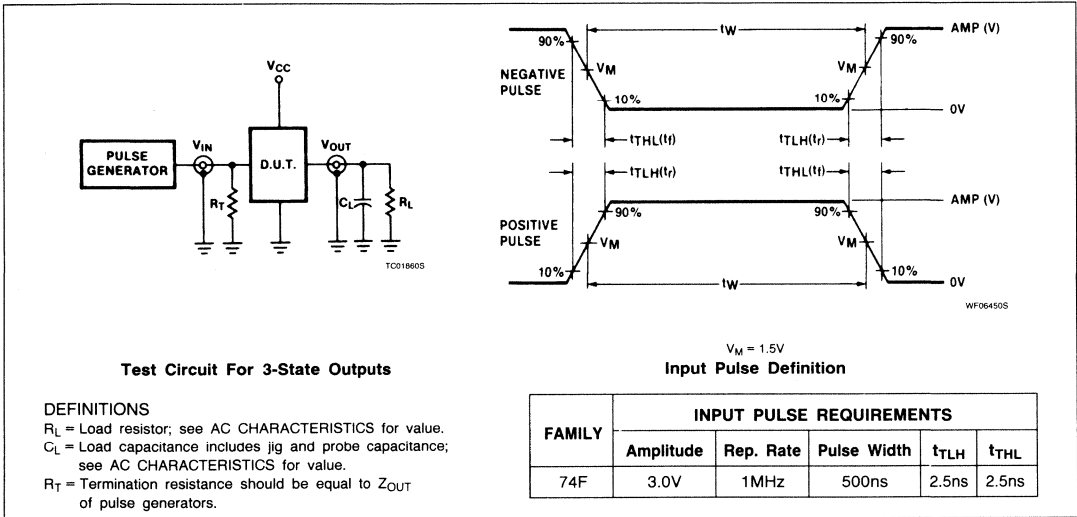 VCC
PULSE
GENERATOR
VIN
D.U.T.
VOUT
RT
CL
RL
TC01860S
Test Circuit For 3-State Outputs
DEFINITIONS
RL = Load resistor; see AC CHARACTERISTICS for value.
CL = Load capacitance includes jig and probe capacitance;
see AC CHARACTERISTICS for value.
RT = Termination resistance should be equal to ZOUT
of pulse generators.
90%
tW
90%
AMP (V)
NEGATIVE
PULSE
VM
VM
10%
10%
0V
tTHL(tf)
tTLH(tr)
tTLH(tr)
tTHL(tf)
AMP (V)
90%
90%
POSITIVE
PULSE
VM
VM
10%
10%
tW
0V
WF06450S
VM = 1.5V
Input Pulse Definition
FAMILY
INPUT PULSE REQUIREMENTS
Amplitude Rep. Rate Pulse Width tTLH tTHL
74F 3.0V 1MHz 500ns 2.5ns 2.5ns